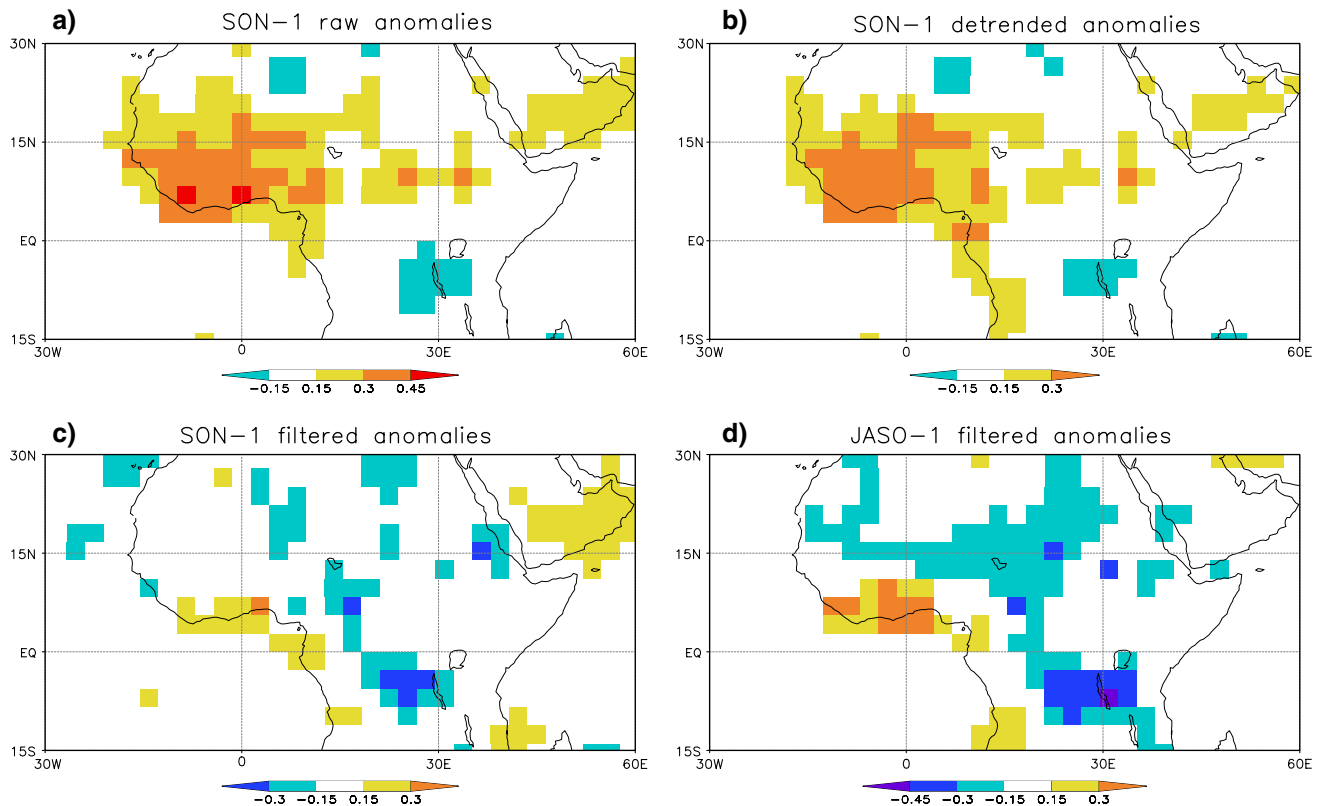 a) SON-1 raw anomalies
30N
15N
EQ
15S
30W 0 30E 60E
-0.15 0.15 0.3 0.45
b) SON-1 detrended anomalies
30N
15N
EQ
15S
30W 0 30E 60E
-0.15 0.15 0.3
c) SON-1 filtered anomalies
30N
15N
EQ
15S
30W 0 30E 60E
-0.3 -0.15 0.15 0.3
d) JASO-1 filtered anomalies
30N
15N
EQ
15S
30W 0 30E 60E
-0.45 -0.3 -0.15 0.15 0.3